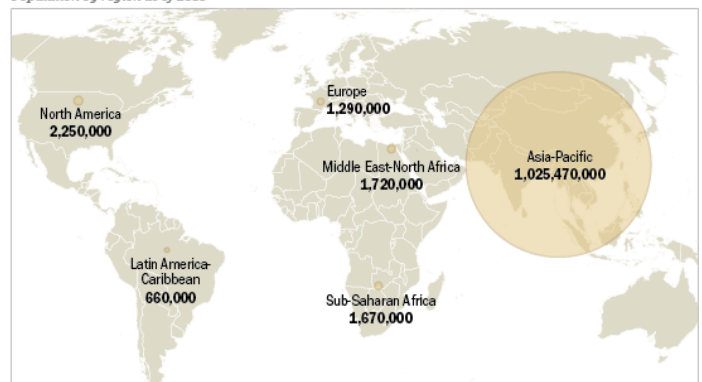 North America
2,250,000
Europe
1,290,000
Middle East-North Africa
1,720,000
Asia-Pacific
1,025,470,000
Latin America-
Caribbean
660,000
Sub-Saharan Africa
1,670,000